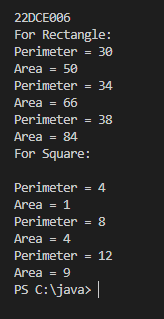 22DCE006
For Rectangle:
Perimeter = 30
Area = 50
Perimeter = 34
Area = 66
Perimeter = 38
Area = 84
For Square:

Perimeter = 4
Area = 1
Perimeter = 8
Area = 4
Perimeter = 12
Area = 9
PS C:\java>